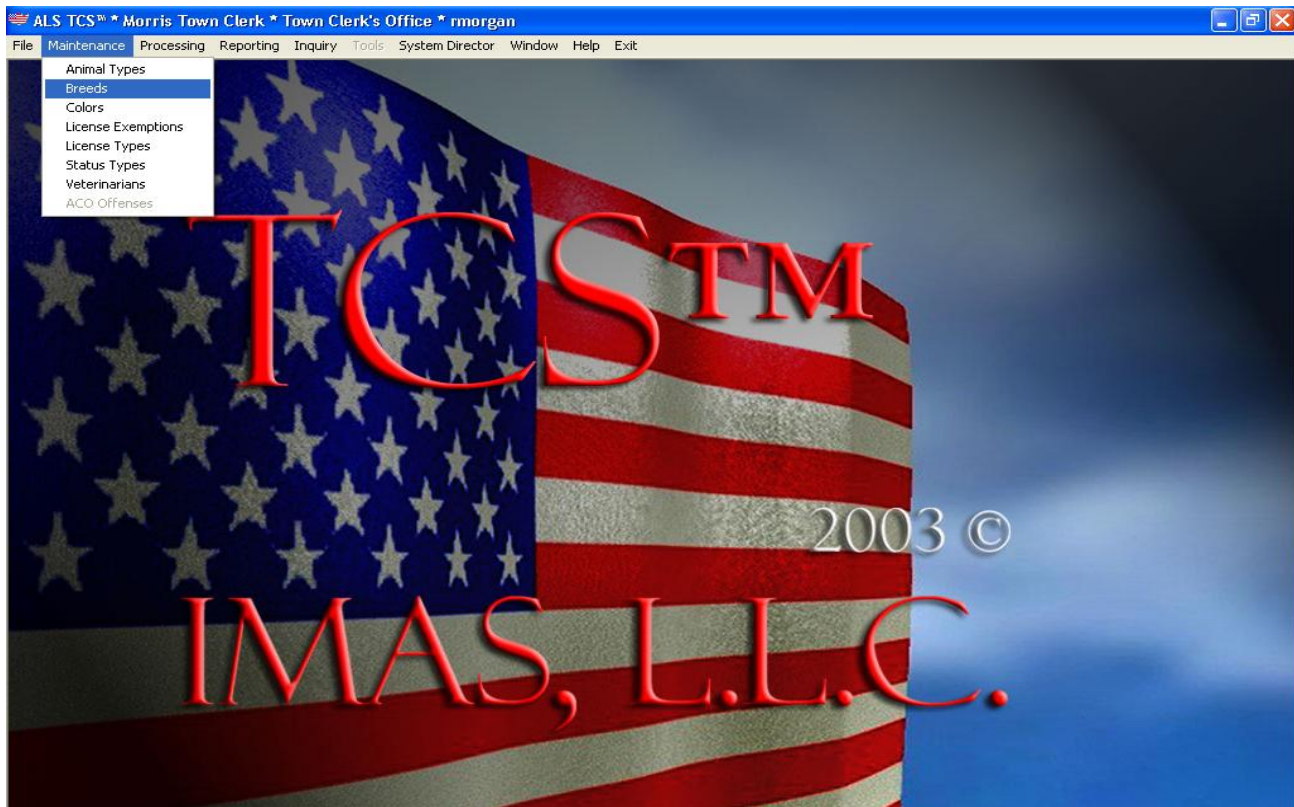 ALS TCS™ * Morris Town Clerk * Town Clerk's Office * rmorgan
File Maintenance Processing Reporting Inquiry Tools System Director Window Help Exit
Animal Types
Breeds
Colors
License Exemptions
License Types
Status Types
Veterinarians
ACO Offenses
TCS™
2003 ©
IMAS, L.L.C.